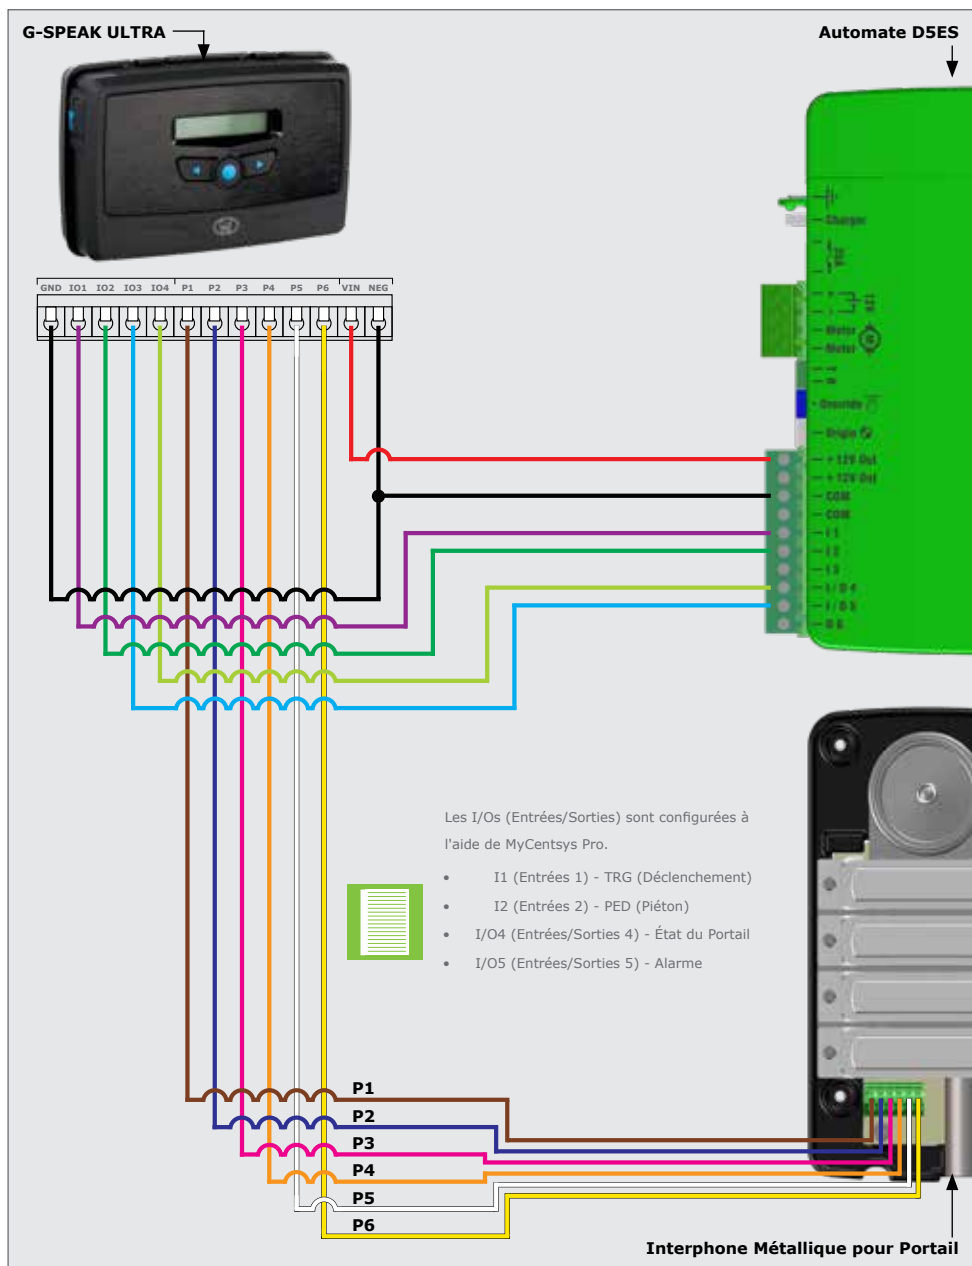 G-SPEAK ULTRA
Automate D5ES
Charger
Motor
Motor
Override
Origin
+ 12V Out
+ 12V Out
COM
COM
I 1
I 2
I 3
I / O 4
I / O 5
O 6
GND IO1 IO2 IO3 IO4 P1 P2 P3 P4 P5 P6 VIN NEG
Les I/Os (Entrées/Sorties) sont configurées à
l'aide de MyCentsys Pro.
• I1 (Entrées 1) - TRG (Déclenchement)
• I2 (Entrées 2) - PED (Piéton)
• I/O4 (Entrées/Sorties 4) - État du Portail
• I/O5 (Entrées/Sorties 5) - Alarme
P1
P2
P3
P4
P5
P6
Interphone Métallique pour Portail